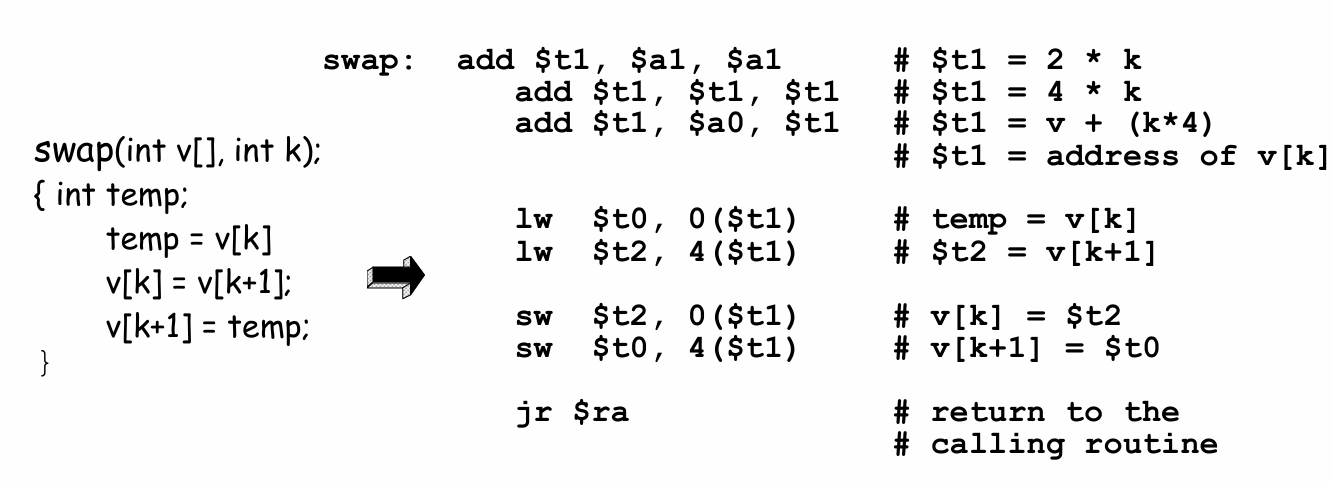 swap(int v[], int k);
{ int temp;
temp = v[k]
v[k] = v[k+1];
v[k+1] = temp;
}
swap: add $t1, $a1, $a1 # $t1 = 2 * k
add $t1, $t1, $t1 # $t1 = 4 * k
add $t1, $a0, $t1 # $t1 = v + (k*4)
# $t1 = address of v[k]
lw $t0, 0($t1) # temp = v[k]
lw $t2, 4($t1) # $t2 = v[k+1]
sw $t2, 0($t1) # v[k] = $t2
sw $t0, 4($t1) # v[k+1] = $t0
jr $ra # return to the
# calling routine